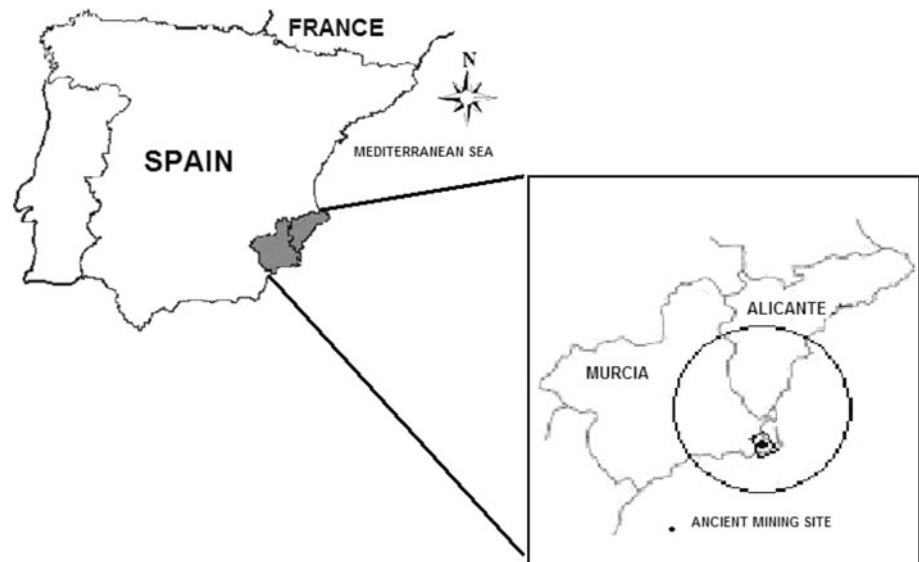 FRANCE
N
SPAIN
MEDITERRANEAN SEA
ALICANTE
MURCIA
ANCIENT MINING SITE